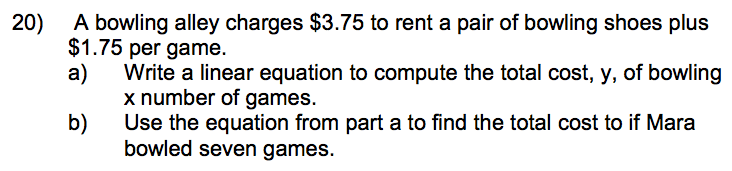 20) A bowling alley charges $3.75 to rent a pair of bowling shoes plus
$1.75 per game.
a) Write a linear equation to compute the total cost, y, of bowling
x number of games.
b) Use the equation from part a to find the total cost to if Mara
bowled seven games.